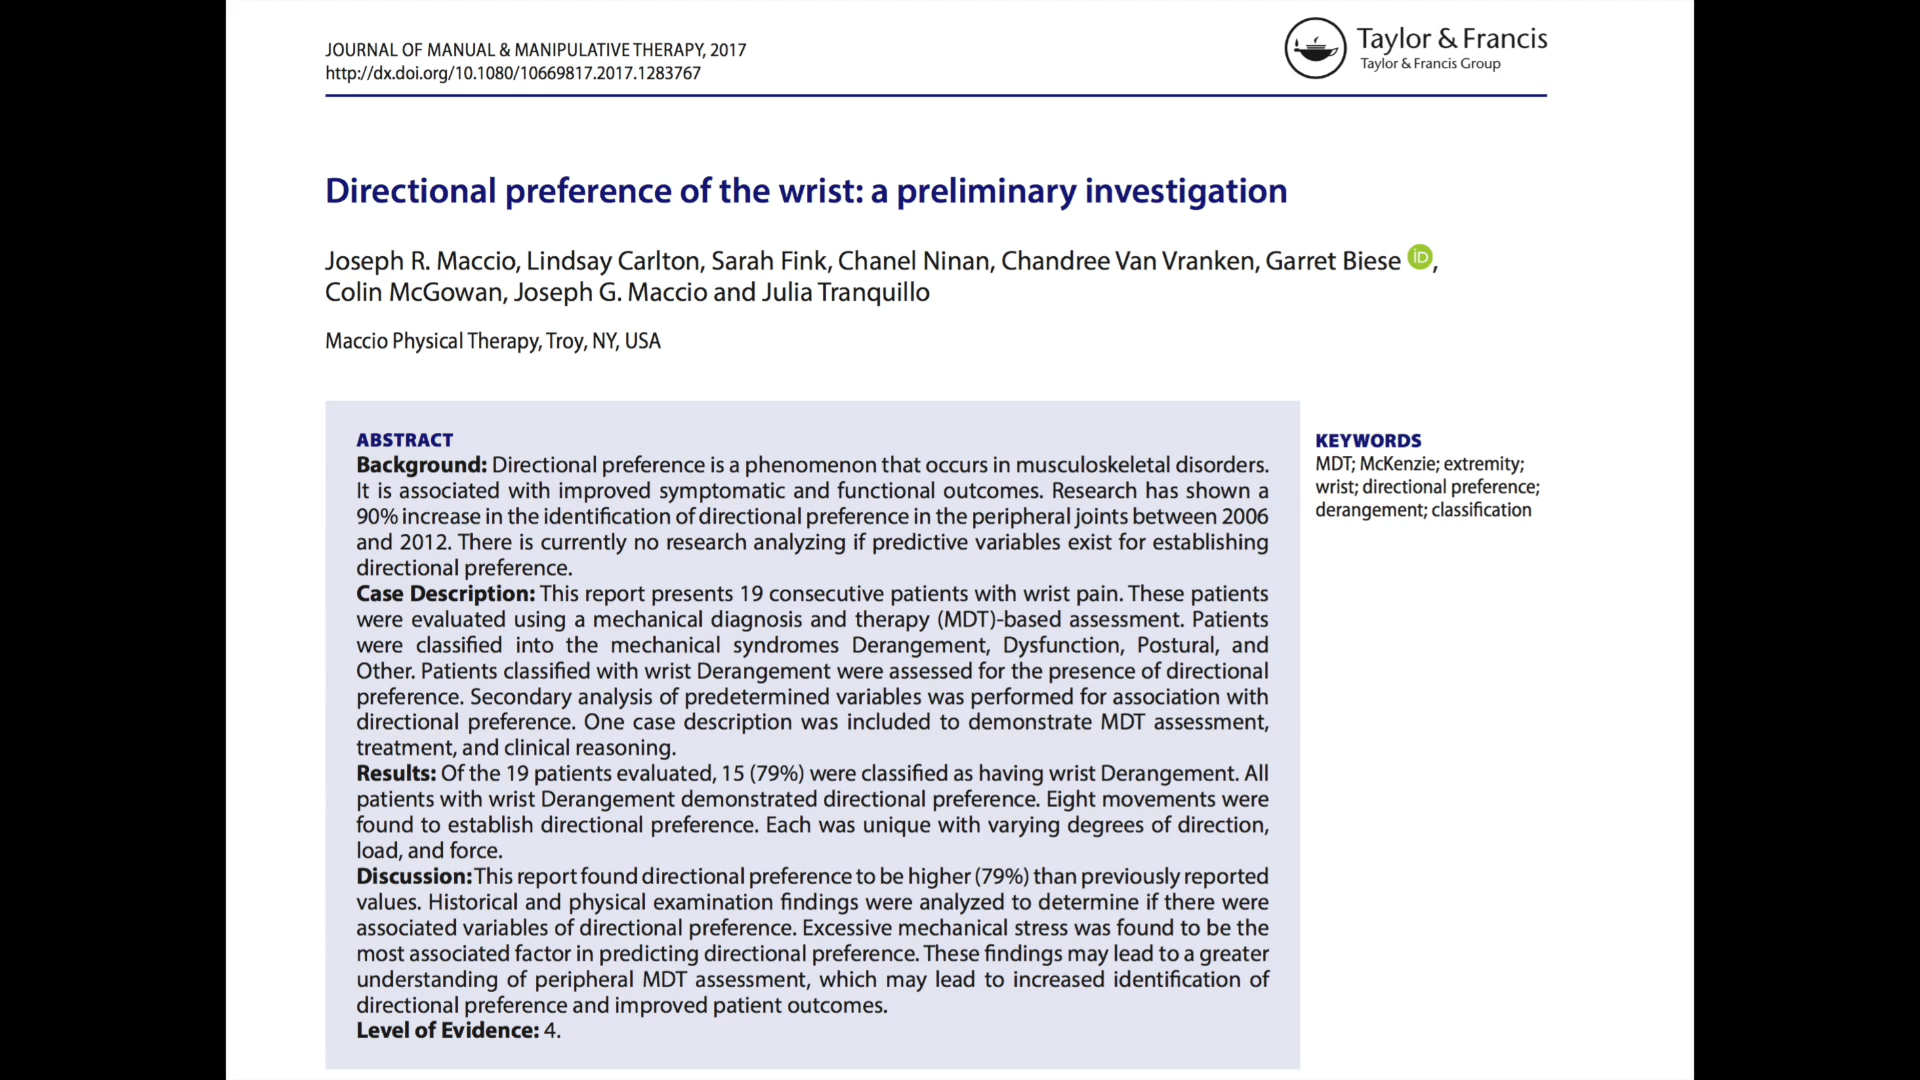 JOURNAL OF MANUAL & MANIPULATIVE THERAPY, 2017
http://dx.doi.org/10.1080/10669817.2017.1283767
Taylor & Francis
Taylor & Francis Group
Directional preference of the wrist: a preliminary investigation
Joseph R. Maccio, Lindsay Carlton, Sarah Fink, Chanel Ninan, Chandree Van Vranken, Garret Biese iD,
Colin McGowan, Joseph G. Maccio and Julia Tranquillo
Maccio Physical Therapy, Troy, NY, USA
ABSTRACT
Background: Directional preference is a phenomenon that occurs in musculoskeletal disorders.
It is associated with improved symptomatic and functional outcomes. Research has shown a
90% increase in the identification of directional preference in the peripheral joints between 2006
and 2012. There is currently no research analyzing if predictive variables exist for establishing
directional preference.
Case Description: This report presents 19 consecutive patients with wrist pain. These patients
were evaluated using a mechanical diagnosis and therapy (MDT)-based assessment. Patients
were classified into the mechanical syndromes Derangement, Dysfunction, Postural, and
Other. Patients classified with wrist Derangement were assessed for the presence of directional
preference. Secondary analysis of predetermined variables was performed for association with
directional preference. One case description was included to demonstrate MDT assessment,
treatment, and clinical reasoning.
Results: Of the 19 patients evaluated, 15 (79%) were classified as having wrist Derangement. All
patients with wrist Derangement demonstrated directional preference. Eight movements were
found to establish directional preference. Each was unique with varying degrees of direction,
load, and force.
Discussion: This report found directional preference to be higher (79%) than previously reported
values. Historical and physical examination findings were analyzed to determine if there were
associated variables of directional preference. Excessive mechanical stress was found to be the
most associated factor in predicting directional preference. These findings may lead to a greater
understanding of peripheral MDT assessment, which may lead to increased identification of
directional preference and improved patient outcomes.
Level of Evidence: 4.
KEYWORDS
MDT; McKenzie; extremity;
wrist; directional preference;
derangement; classification